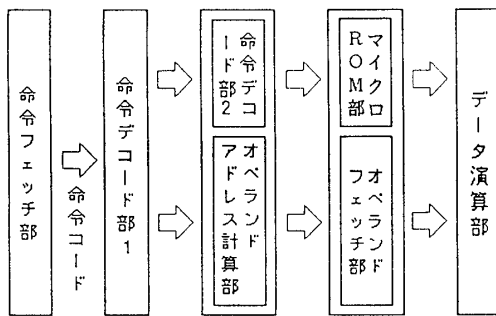 命令フェッチ部
命令コード
命令デコード部1
命令デコ
ード部2
オペランド
アドレス計算部
マイクロ
ROM部
オペランド
フェッチ部
データ演算部